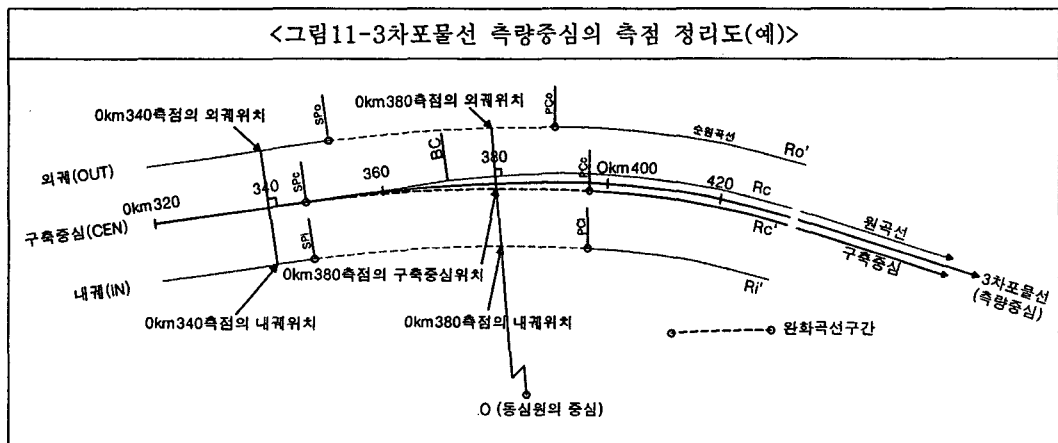 <그림11-3차포물선 측량중심의 측점 정리도(예)>
0km340측점의 외궤위치
SPo
0km380측점의 외궤위치
PCo
순원곡선
Ro'
외궤(OUT)
BC
380
340
SPc
360
PCc
0km400
420
Rc
0km320
구축중심(CEN)
Rc'
원곡선
SPi
PCi
구축중심
0km380측점의 구축중심위치
3차포물선
(측량중심)
내궤(IN)
Ri'
0km340측점의 내궤위치
0km380측점의 내궤위치
완화곡선구간
.O (동심원의 중심)